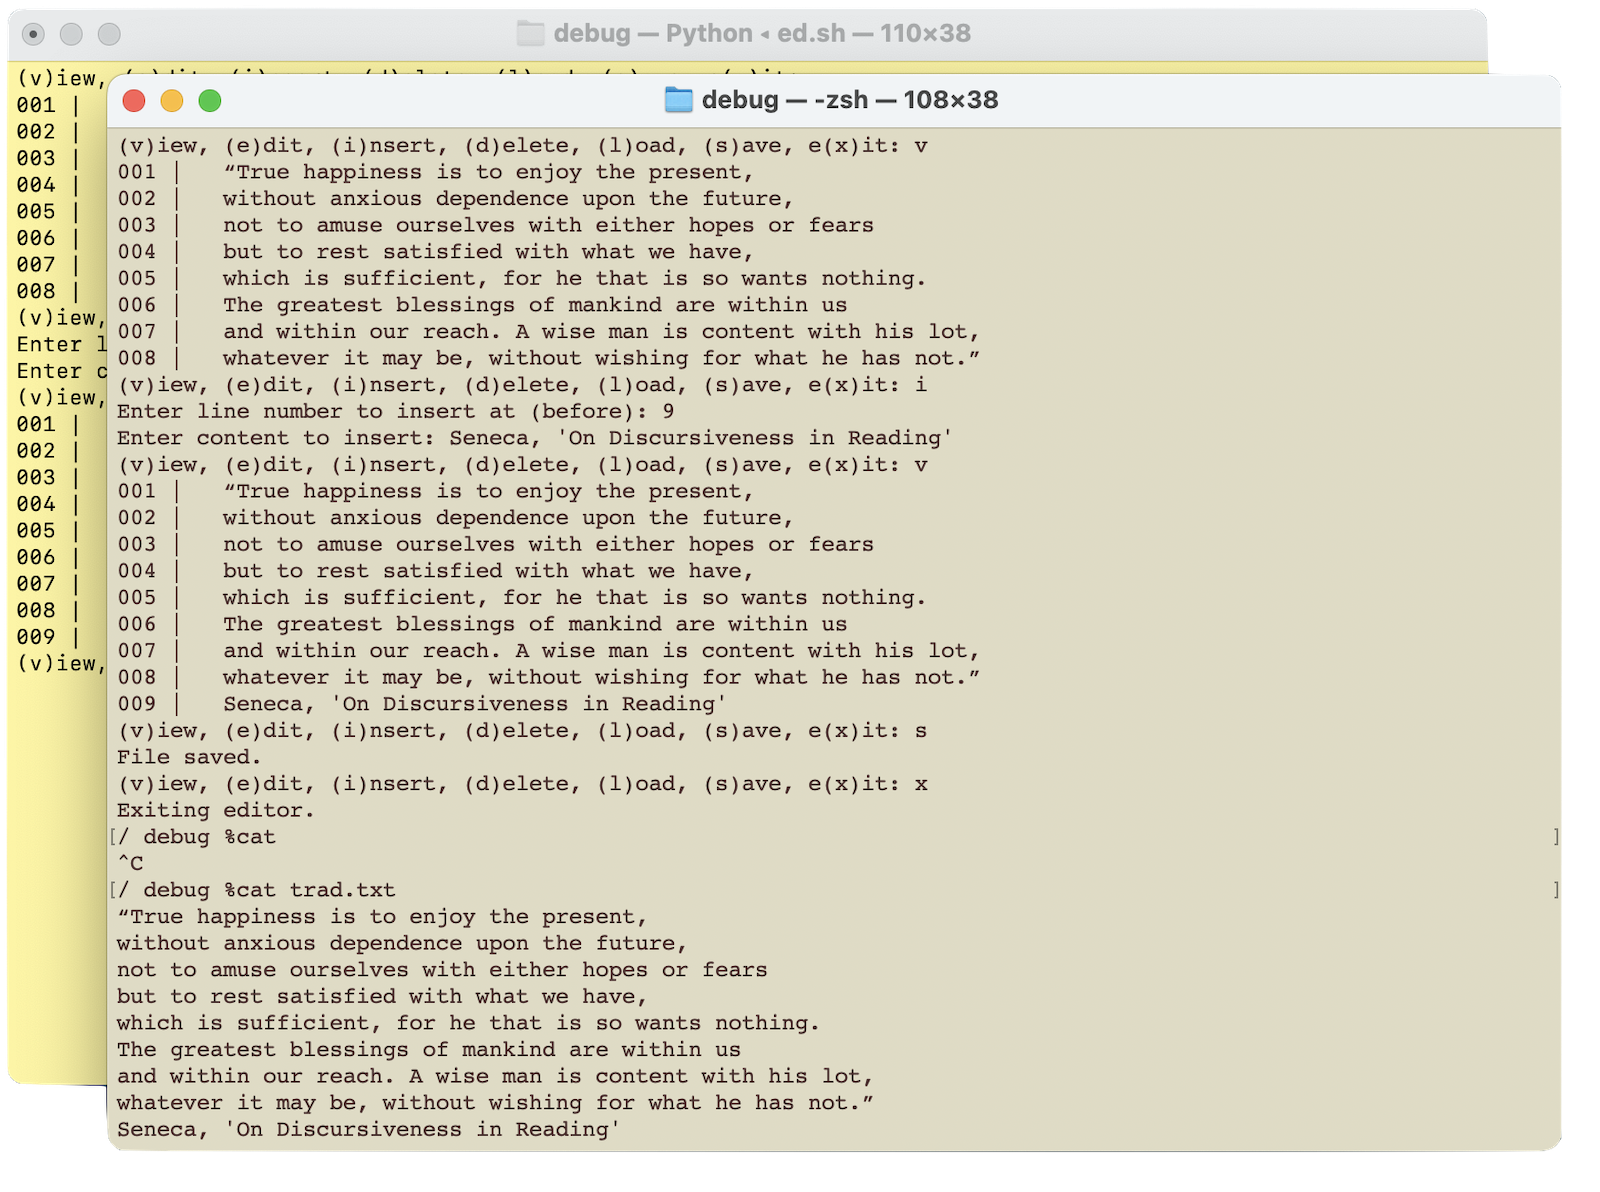 debug — Python ◂ ed.sh — 110×38
(v)iew,
001 |
002 |
003 |
004 |
005 |
006 |
007 |
008 |
(v)iew,
Enter l
Enter c
(v)iew,
001 |
002 |
003 |
004 |
005 |
006 |
007 |
008 |
009 |
(v)iew,
debug — -zsh — 108×38
(v)iew, (e)dit, (i)nsert, (d)elete, (l)oad, (s)ave, e(x)it: v
001 |   “True happiness is to enjoy the present,
002 |   without anxious dependence upon the future,
003 |   not to amuse ourselves with either hopes or fears
004 |   but to rest satisfied with what we have,
005 |   which is sufficient, for he that is so wants nothing.
006 |   The greatest blessings of mankind are within us
007 |   and within our reach. A wise man is content with his lot,
008 |   whatever it may be, without wishing for what he has not.”
(v)iew, (e)dit, (i)nsert, (d)elete, (l)oad, (s)ave, e(x)it: i
Enter line number to insert at (before): 9
Enter content to insert: Seneca, 'On Discursiveness in Reading'
(v)iew, (e)dit, (i)nsert, (d)elete, (l)oad, (s)ave, e(x)it: v
001 |   “True happiness is to enjoy the present,
002 |   without anxious dependence upon the future,
003 |   not to amuse ourselves with either hopes or fears
004 |   but to rest satisfied with what we have,
005 |   which is sufficient, for he that is so wants nothing.
006 |   The greatest blessings of mankind are within us
007 |   and within our reach. A wise man is content with his lot,
008 |   whatever it may be, without wishing for what he has not.”
009 |   Seneca, 'On Discursiveness in Reading'
(v)iew, (e)dit, (i)nsert, (d)elete, (l)oad, (s)ave, e(x)it: s
File saved.
(v)iew, (e)dit, (i)nsert, (d)elete, (l)oad, (s)ave, e(x)it: x
Exiting editor.
[/ debug %cat ]
^C
[/ debug %cat trad.txt ]
“True happiness is to enjoy the present,
without anxious dependence upon the future,
not to amuse ourselves with either hopes or fears
but to rest satisfied with what we have,
which is sufficient, for he that is so wants nothing.
The greatest blessings of mankind are within us
and within our reach. A wise man is content with his lot,
whatever it may be, without wishing for what he has not.”
Seneca, 'On Discursiveness in Reading'